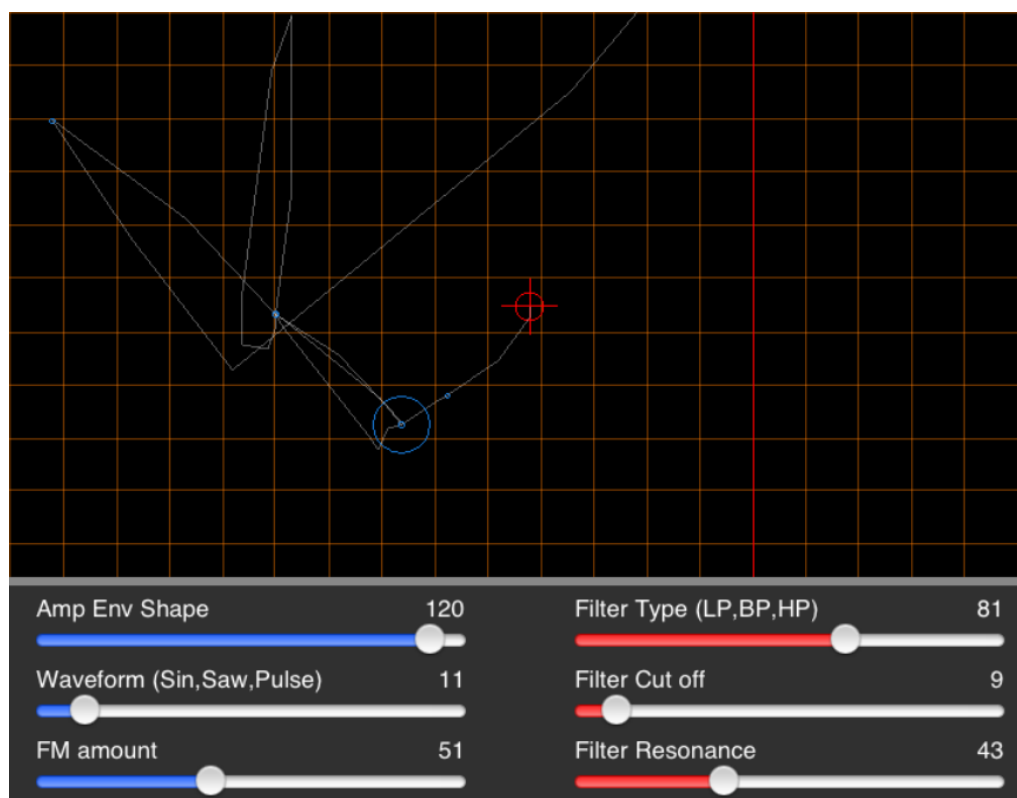 Amp Env Shape 120
Filter Type (LP,BP,HP) 81
Waveform (Sin,Saw,Pulse) 11
Filter Cut off 9
FM amount 51
Filter Resonance 43